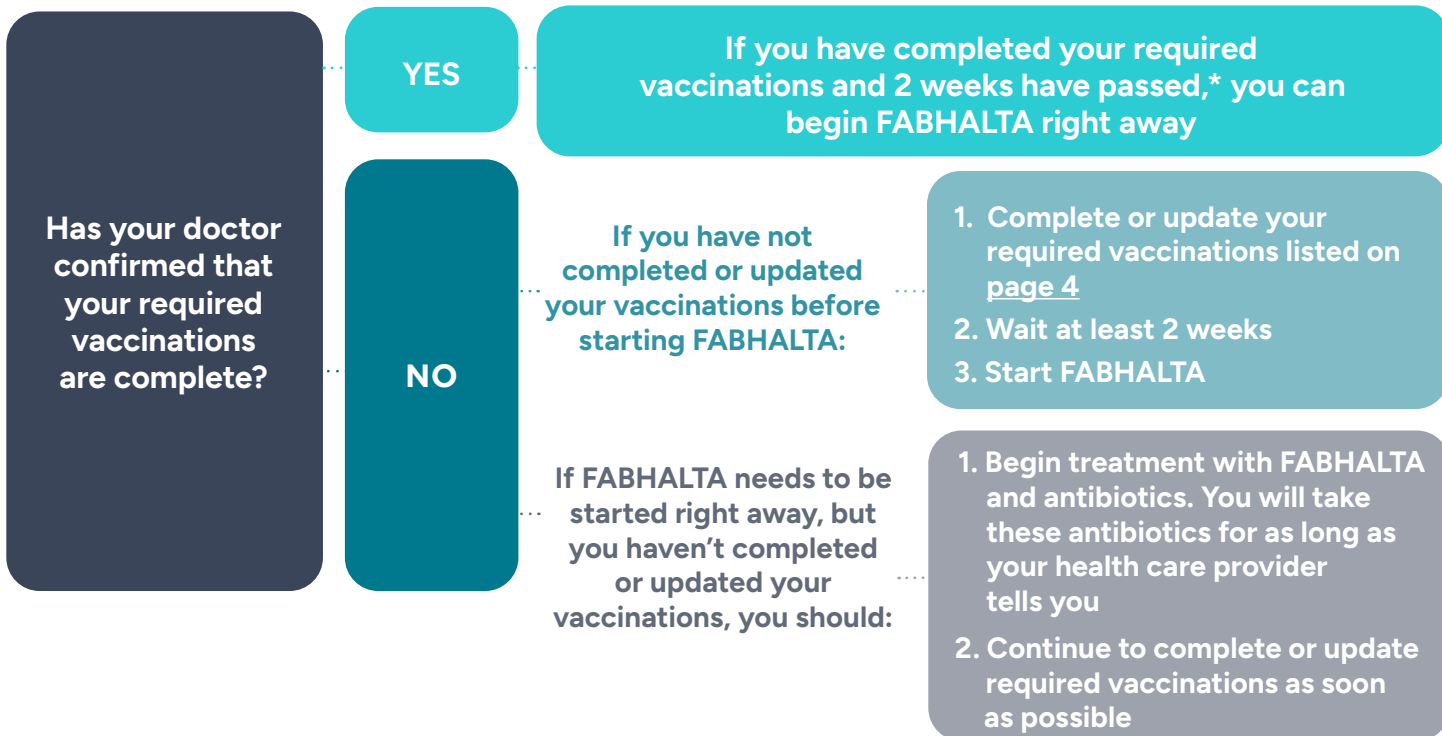 Has your doctor
confirmed that
your required
vaccinations
are complete?
YES
If you have completed your required
vaccinations and 2 weeks have passed,* you can
begin FABHALTA right away
NO
If you have not
completed or updated
your vaccinations before
starting FABHALTA:
1. Complete or update your
required vaccinations listed on
page 4
2. Wait at least 2 weeks
3. Start FABHALTA
If FABHALTA needs to be
started right away, but
you haven’t completed
or updated your
vaccinations, you should:
1. Begin treatment with FABHALTA
and antibiotics. You will take
these antibiotics for as long as
your health care provider
tells you
2. Continue to complete or update
required vaccinations as soon
as possible